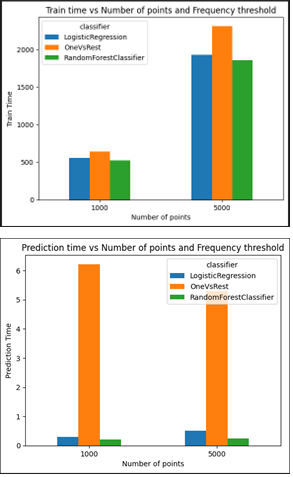 Train time vs Number of points and Frequency threshold
classifier
LogisticRegression
OneVsRest
RandomForestClassifier
2000
1500
1000
500
0
Train Time
1000
5000
Number of points
Prediction time vs Number of points and Frequency threshold
classifier
LogisticRegression
OneVsRest
RandomForestClassifier
6
5
4
3
2
1
0
Prediction Time
1000
5000
Number of points